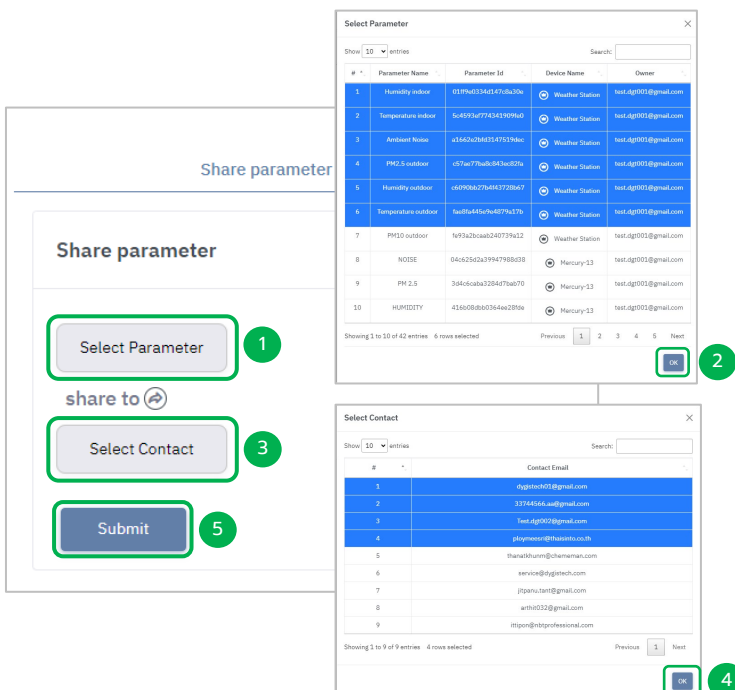 Select Parameter ×
Show 10 entries Search:
# Parameter Name Parameter Id Device Name Owner
1 Humidity indoor 01ff9e0334d147c8a30e Weather Station test.dgt001@gmail.com
2 Temperature indoor 5c4593ef774341909fe0 Weather Station test.dgt001@gmail.com
3 Ambient Noise a1662e2bfd3147519dec Weather Station test.dgt001@gmail.com
4 PM2.5 outdoor c57ae77ba8c843ec82fa Weather Station test.dgt001@gmail.com
5 Humidity outdoor c6090bb27b4f43728b67 Weather Station test.dgt001@gmail.com
6 Temperature outdoor fae8fa445e9e4879a17b Weather Station test.dgt001@gmail.com
7 PM10 outdoor fe93a2bcaab240739a12 Weather Station test.dgt001@gmail.com
8 NOISE 04c625d2a39947988d38 Mercury-13 test.dgt001@gmail.com
9 PM 2.5 3d4c6caba3284d7bab70 Mercury-13 test.dgt001@gmail.com
10 HUMIDITY 416b08dbb0364ee28fde Mercury-13 test.dgt001@gmail.com
Showing 1 to 10 of 42 entries 6 rows selected Previous 1 2 3 4 5 Next
OK
2
Share parameter
Share parameter
Select Parameter
1
share to
Select Contact
3
Submit
5
Select Contact ×
Show 10 entries Search:
# Contact Email
1 dygistech01@gmail.com
2 33744566.aa@gmail.com
3 Test.dgt002@gmail.com
4 ploymeesri@thaisinto.co.th
5 thanatkhunm@chememan.com
6 service@dygistech.com
7 jitpanu.tant@gmail.com
8 arthit032@gmail.com
9 ittipon@nbtprofessional.com
Showing 1 to 9 of 9 entries 4 rows selected Previous 1 Next
OK
4